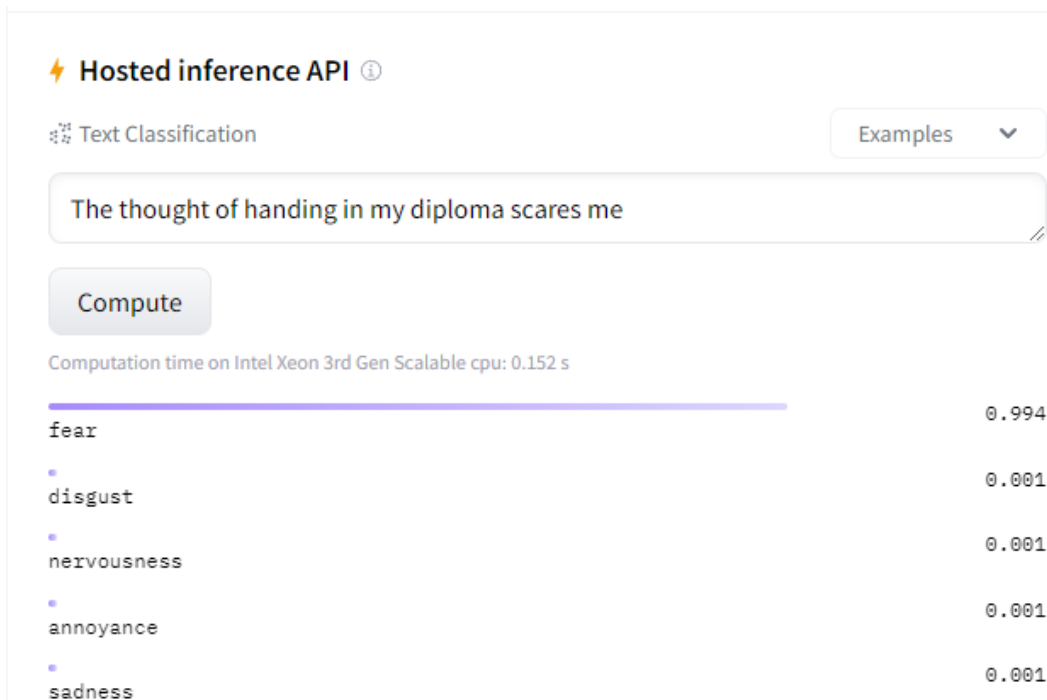 Hosted inference API
Text Classification
Examples
The thought of handing in my diploma scares me
Compute
Computation time on Intel Xeon 3rd Gen Scalable cpu: 0.152 s
fear 0.994
disgust 0.001
nervousness 0.001
annoyance 0.001
sadness 0.001